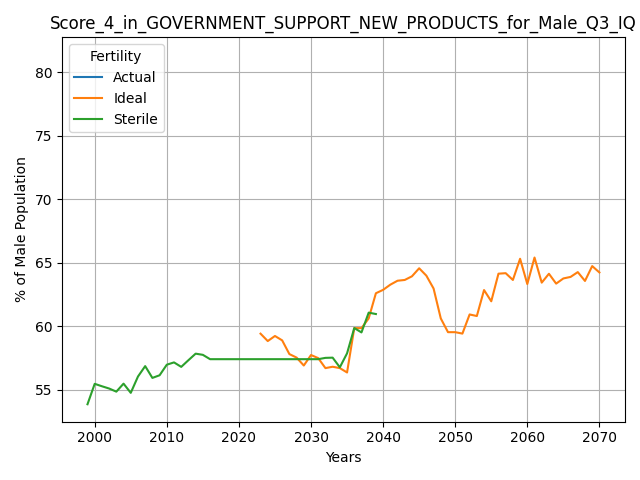 Score_4_in_GOVERNMENT_SUPPORT_NEW_PRODUCTS_for_Male_Q3_IQ
Fertility
Actual
Ideal
Sterile
% of Male Population
80
75
70
65
60
55
2000 2010 2020 2030 2040 2050 2060 2070
Years